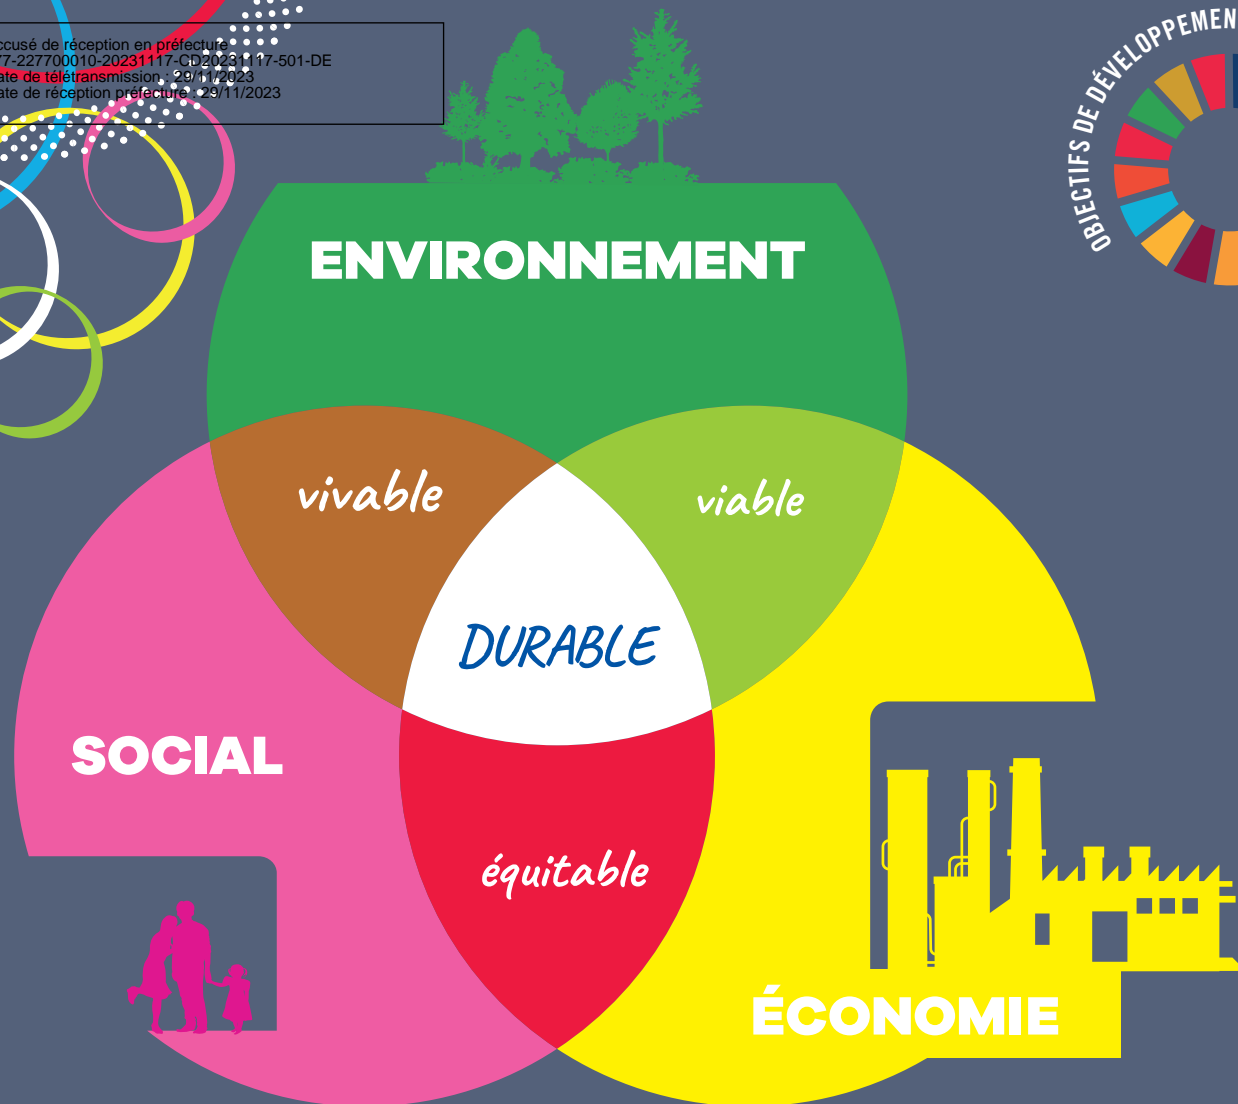 ccusé de réception en préfecture
77-227700010-20231117-CD20231117-501-DE
ate de télétransmission : 29/11/2023
ate de réception préfecture : 29/11/2023
OBJECTIFS DE DÉVELOPPEMEN
ENVIRONNEMENT
vivable
viable
DURABLE
SOCIAL
équitable
ÉCONOMIE